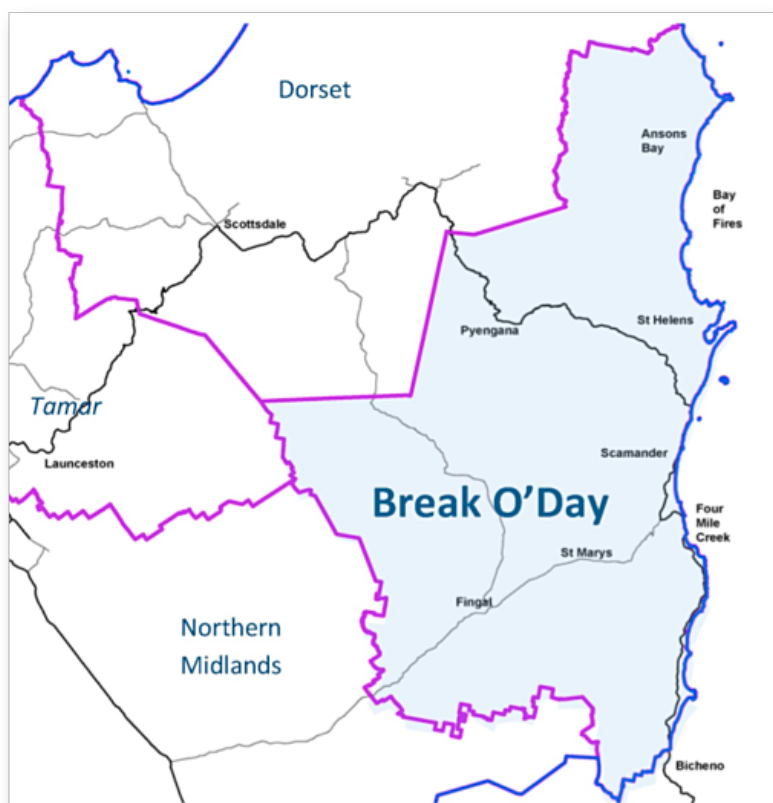 Dorset
Ansons
Bay
Bay
of
Fires
Scottsdale
St Helens
Pyengana
Tamar
Scamander
Launceston
Break O’Day
Four
Mile
Creek
St Marys
Fingal
Northern
Midlands
Bicheno